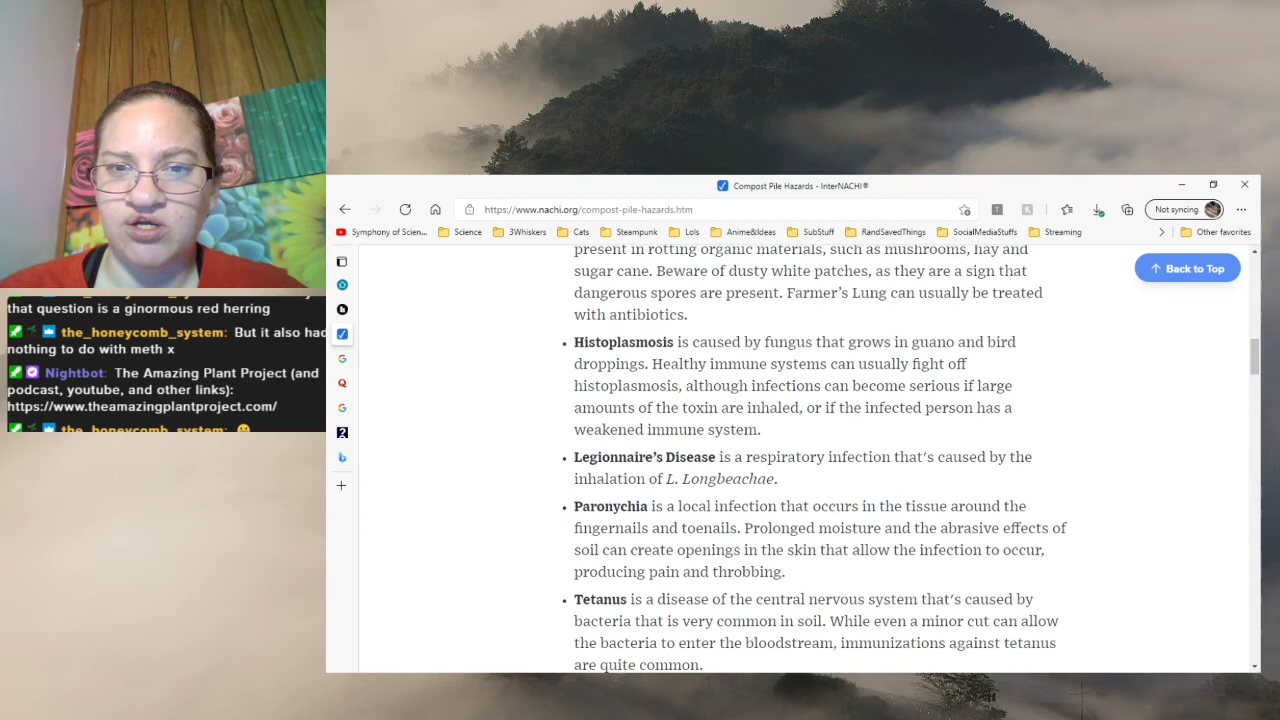 that question is a ginormous red herring
the_honeycomb_system: But it also had
nothing to do with meth x
Nightbot: The Amazing Plant Project (and
podcast, youtube, and other links):
https://www.theamazingplantproject.com/
the_honeycomb_system:
Compost Pile Hazards - InterNACHI®
https://www.nachi.org/compost-pile-hazards.htm
Not syncing
Symphony of Scien...
Science
3Whiskers
Cats
Steampunk
Lols
Anime&Ideas
SubStuff
RandSavedThings
SocialMediaStuffs
Streaming
Other favorites
Back to Top
present in rotting organic materials, such as mushrooms, hay and
sugar cane. Beware of dusty white patches, as they are a sign that
dangerous spores are present. Farmer's Lung can usually be treated
with antibiotics.
• Histoplasmosis is caused by fungus that grows in guano and bird
droppings. Healthy immune systems can usually fight off
histoplasmosis, although infections can become serious if large
amounts of the toxin are inhaled, or if the infected person has a
weakened immune system.
• Legionnaire's Disease is a respiratory infection that's caused by the
inhalation of L. Longbeachae.
• Paronychia is a local infection that occurs in the tissue around the
fingernails and toenails. Prolonged moisture and the abrasive effects of
soil can create openings in the skin that allow the infection to occur,
producing pain and throbbing.
• Tetanus is a disease of the central nervous system that's caused by
bacteria that is very common in soil. While even a minor cut can allow
the bacteria to enter the bloodstream, immunizations against tetanus
are quite common.